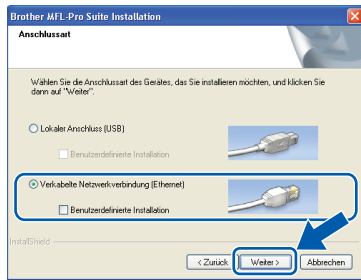 Brother MFL-Pro Suite Installation
Anschlussart
Wählen Sie die Anschlussart des Gerätes, das Sie installieren möchten, und klicken Sie
dann auf "Weiter".
Lokaler Anschluss (USB)
Benutzerdefinierte Installation
Verkabelte Netzwerkverbindung (Ethernet)
Benutzerdefinierte Installation
InstallShield
< Zurück
Weiter >
Abbrechen